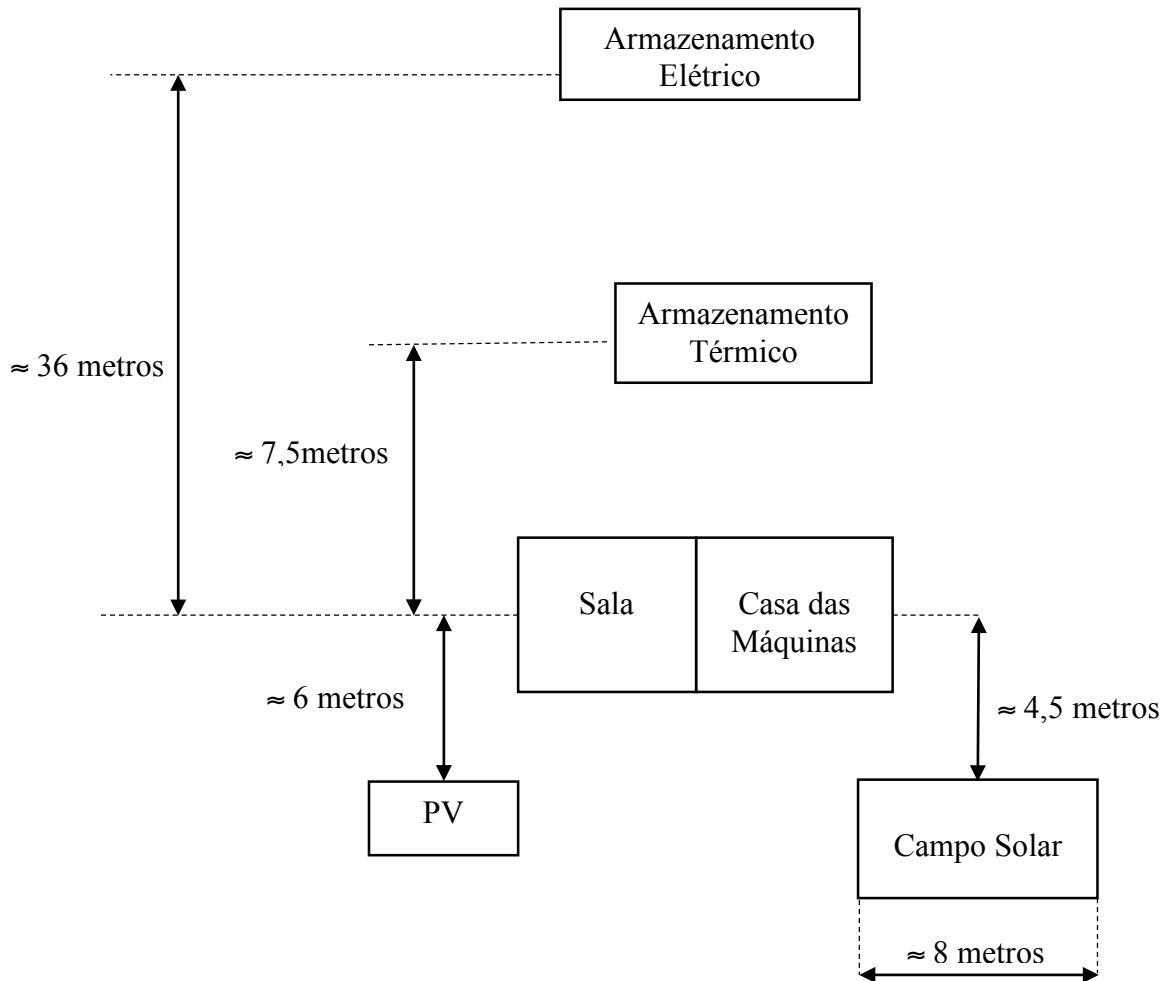 Armazenamento
Elétrico
Armazenamento
Térmico
≈ 36 metros
≈ 7,5metros
Sala
Casa das
Máquinas
≈ 6 metros
≈ 4,5 metros
PV
Campo Solar
≈ 8 metros